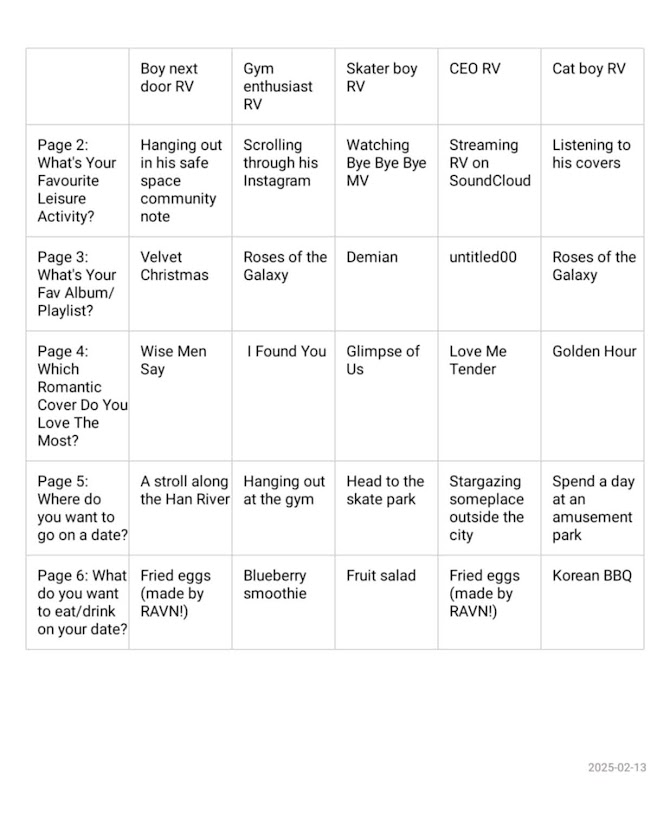 Boy next door RV
Gym enthusiast RV
Skater boy RV
CEO RV
Cat boy RV
Page 2: What's Your Favourite Leisure Activity?
Hanging out in his safe space community note
Scrolling through his Instagram
Watching Bye Bye Bye MV
Streaming RV on SoundCloud
Listening to his covers
Page 3: What's Your Fav Album/ Playlist?
Velvet Christmas
Roses of the Galaxy
Demian
untitled00
Roses of the Galaxy
Page 4: Which Romantic Cover Do You Love The Most?
Wise Men Say
I Found You
Glimpse of Us
Love Me Tender
Golden Hour
Page 5: Where do you want to go on a date?
A stroll along the Han River
Hanging out at the gym
Head to the skate park
Stargazing someplace outside the city
Spend a day at an amusement park
Page 6: What do you want to eat/drink on your date?
Fried eggs (made by RAVN!)
Blueberry smoothie
Fruit salad
Fried eggs (made by RAVN!)
Korean BBQ
2025-02-13